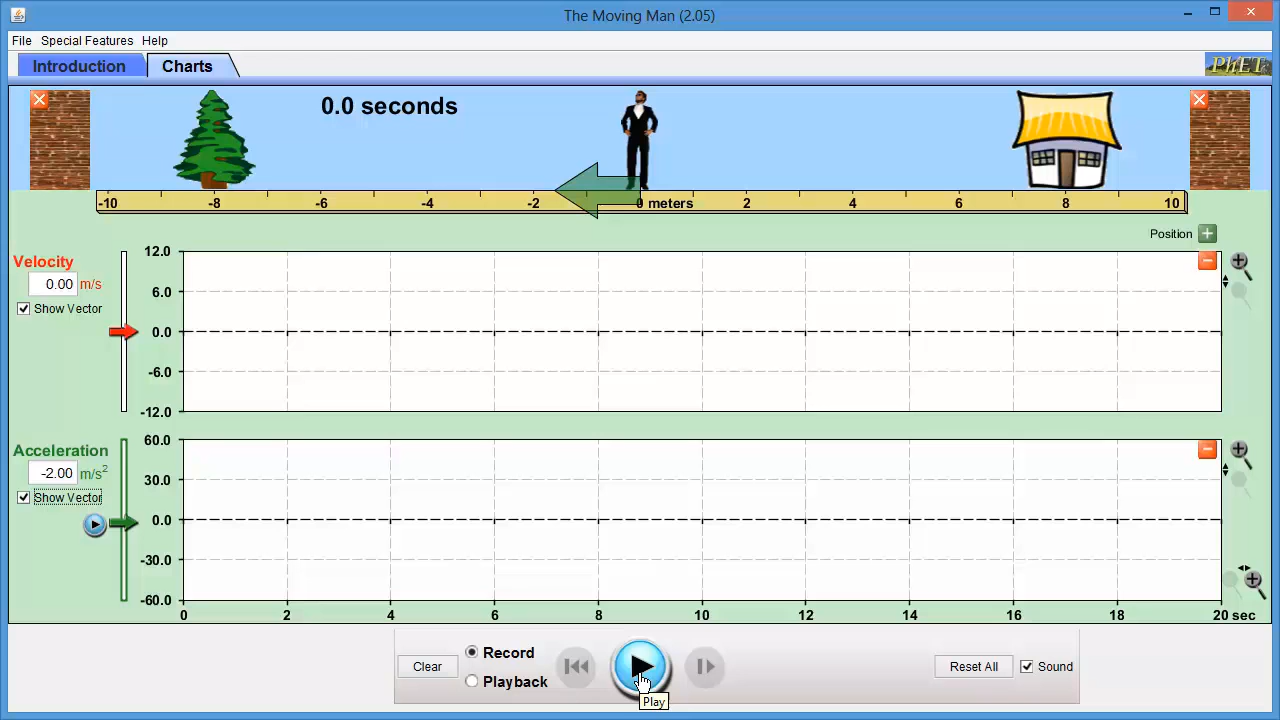 The Moving Man (2.05)
File Special Features Help
Introduction Charts
PhET
0.0 seconds
-10 -8 -6 -4 -2 0 meters 2 4 6 8 10
Position
Velocity
0.00 m/s
Show Vector
12.0
6.0
0.0
-6.0
-12.0
Acceleration
-2.00 m/s²
Show Vector
60.0
30.0
0.0
-30.0
-60.0
0 2 4 6 8 10 12 14 16 18 20 sec
Clear
Record
Playback
Play
Reset All
Sound